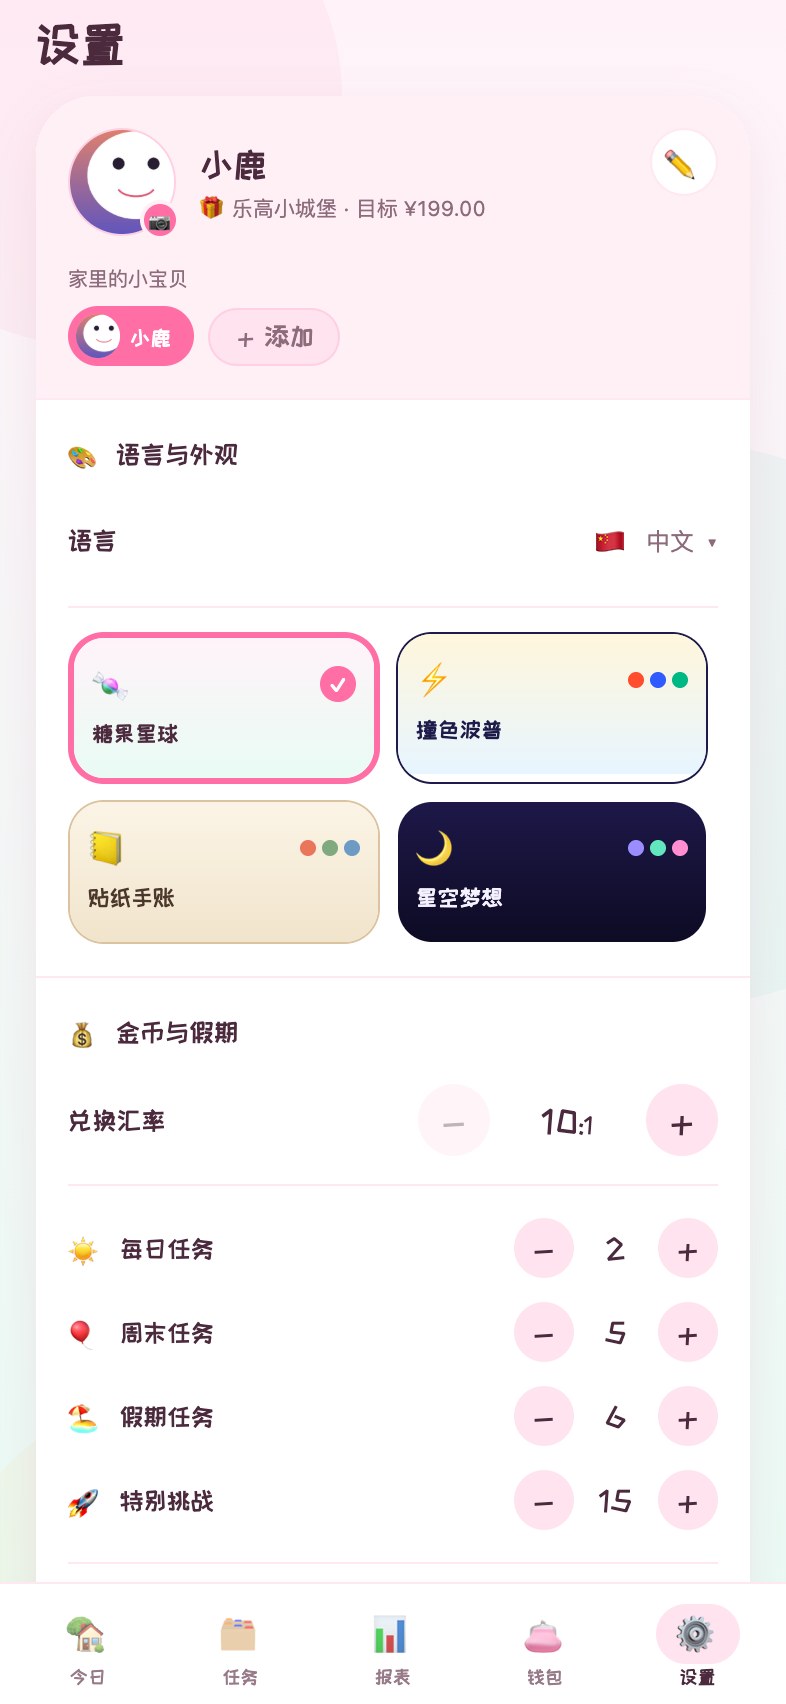 设置
小鹿
乐高小城堡 · 目标 ¥199.00
家里的小宝贝
小鹿
+ 添加
语言与外观
语言
中文 ▾
糖果星球
撞色波普
贴纸手账
星空梦想
金币与假期
兑换汇率
− 10:1 +
每日任务
− 2 +
周末任务
− 5 +
假期任务
− 6 +
特别挑战
− 15 +
今日
任务
报表
钱包
设置